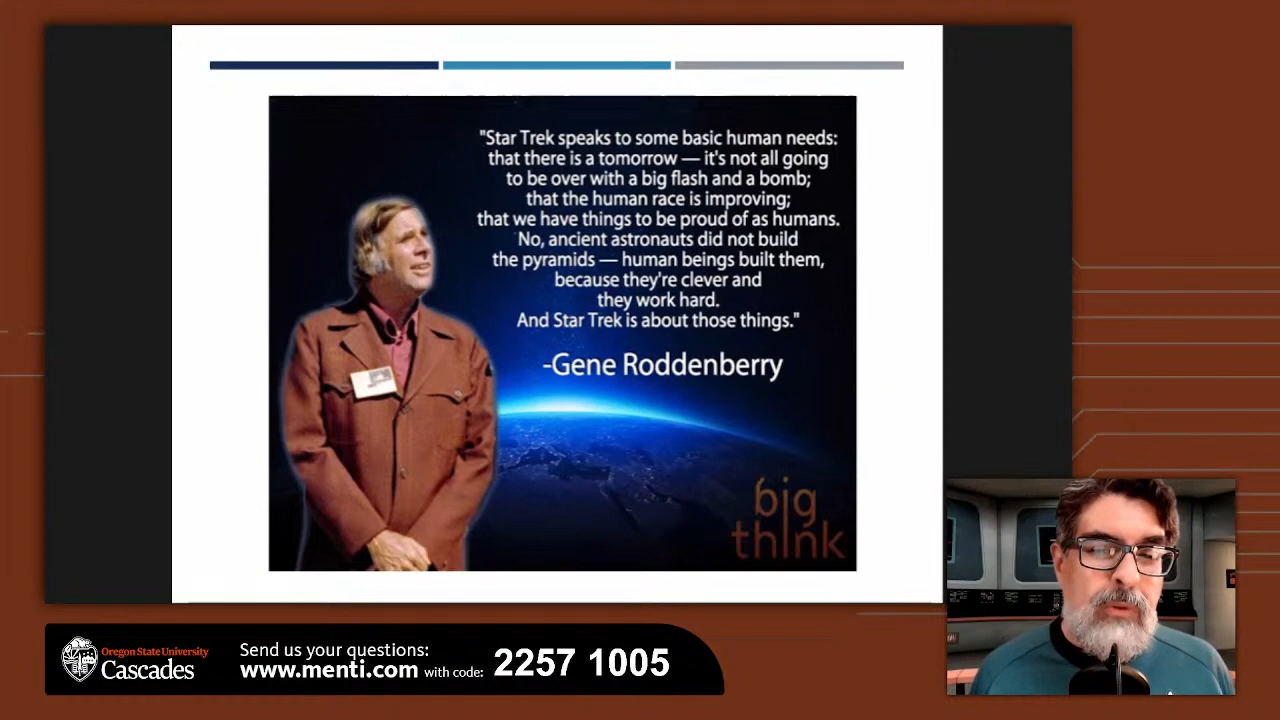 "Star Trek speaks to some basic human needs:
that there is a tomorrow — it's not all going
to be over with a big flash and a bomb;
that the human race is improving;
that we have things to be proud of as humans.
No, ancient astronauts did not build
the pyramids — human beings built them,
because they're clever and
they work hard.
And Star Trek is about those things."
-Gene Roddenberry
big
think
Oregon State University
Cascades
Send us your questions:
www.menti.com with code: 2257 1005